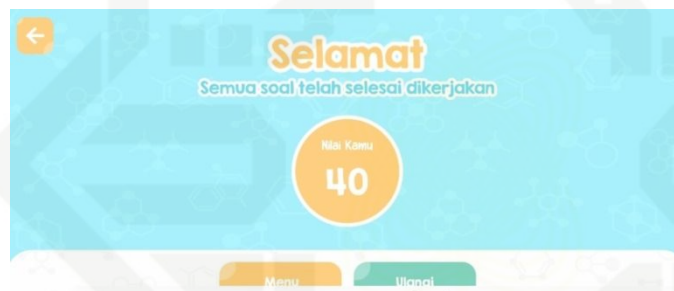 Selamat
Semua soal telah selesai dikerjakan
Nilai Kamu
40
Menu
Ulangi